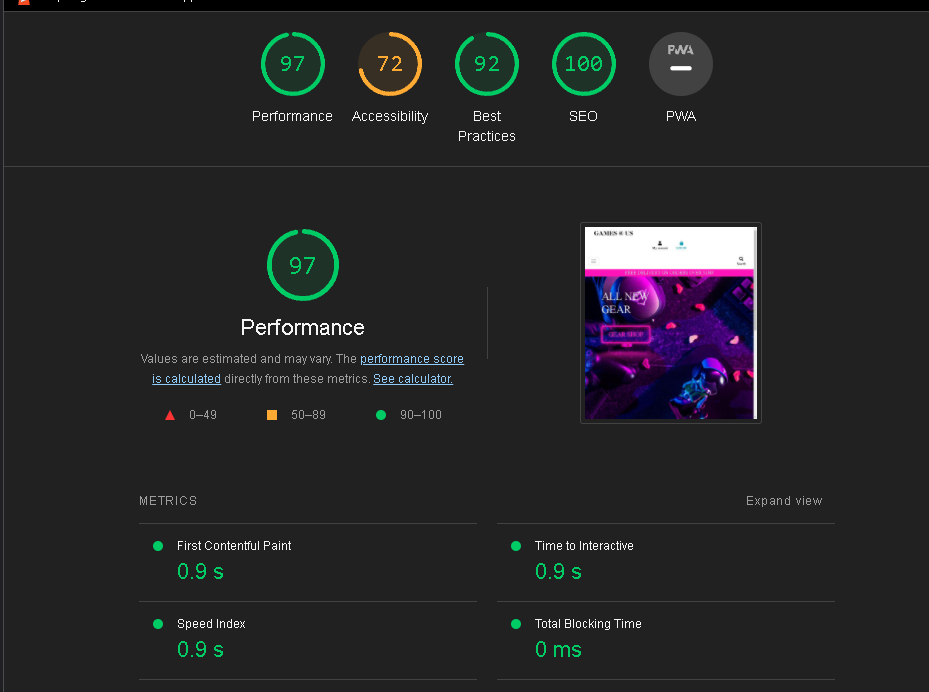 97
72
92
100
PWA
Performance
Accessibility
Best
Practices
SEO
PWA
97
Performance
Values are estimated and may vary. The performance score
is calculated directly from these metrics. See calculator.
0–49
50–89
90–100
GAMES R US
ALL NEW
GEAR
GEAR SHOP
METRICS
Expand view
First Contentful Paint
0.9 s
Time to Interactive
0.9 s
Speed Index
0.9 s
Total Blocking Time
0 ms